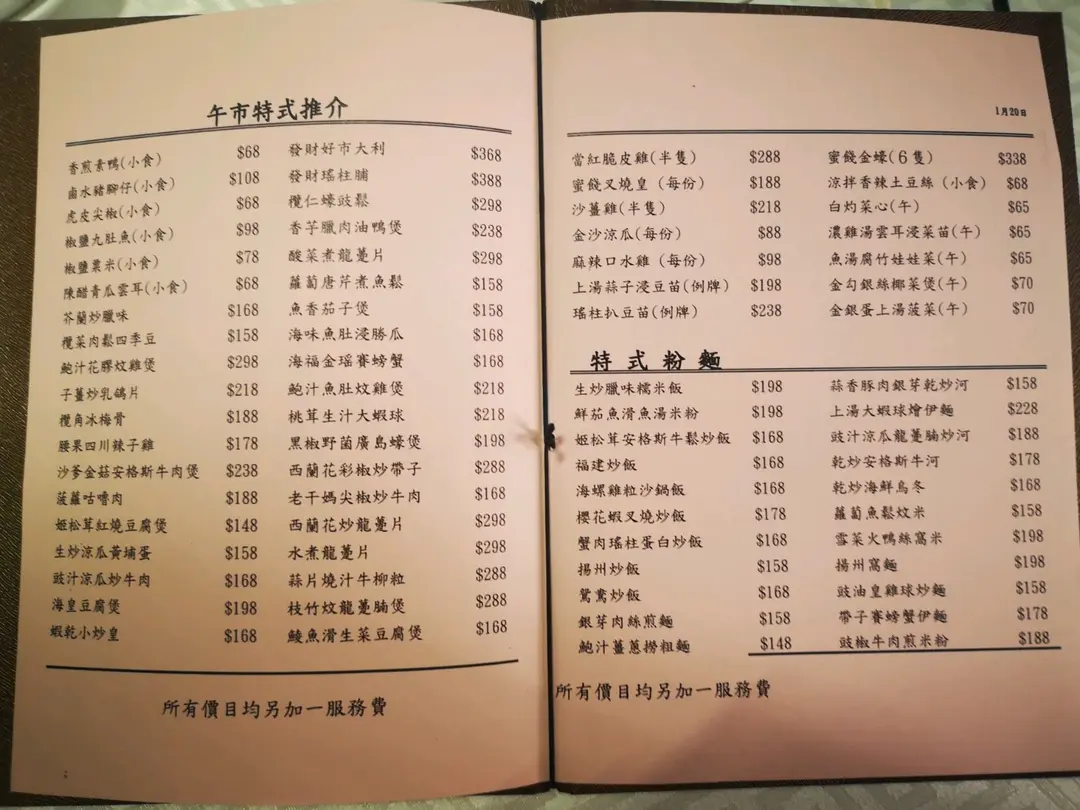 午市特式推介
香煎素鴨(小食) $68
鹵水豬腳仔(小食) $108
虎皮尖椒(小食) $68
椒鹽九肚魚(小食) $98
椒鹽粟米(小食) $78
陳醋青瓜雲耳(小食) $68
芥蘭炒臘味 $168
欖菜肉鬆四季豆 $158
鮑汁花膠炆雞煲 $298
子薑炒乳鴿片 $218
欖角冰梅骨 $188
腰果四川辣子雞 $178
沙爹金菇安格斯牛肉煲 $238
菠蘿咕嚕肉 $188
姬松茸紅燒豆腐煲 $148
生炒涼瓜黃埔蛋 $158
豉汁涼瓜炒牛肉 $168
海皇豆腐煲 $198
蝦乾小炒皇 $168
發財好市大利 $368
發財瑤柱脯 $388
欖仁蠔豉鬆 $298
香芋臘肉油鴨煲 $238
酸菜煮龍躉片 $298
蘿蔔唐芹煮魚鬆 $158
魚香茄子煲 $158
海味魚肚浸勝瓜 $168
海福金瑤賽螃蟹 $168
鮑汁魚肚炆雞煲 $218
桃茸生汁大蝦球 $218
黑椒野菌廣島蠔煲 $198
西蘭花彩椒炒帶子 $288
老干媽尖椒炒牛肉 $168
西蘭花炒龍躉片 $298
水煮龍躉片 $298
蒜片燒汁牛柳粒 $288
枝竹炆龍躉腩煲 $288
鯪魚滑生菜豆腐煲 $168
所有價目均另加一服務費
1月20日
當紅脆皮雞(半隻) $288
蜜餞叉燒皇 (每份) $188
沙薑雞(半隻) $218
金沙涼瓜(每份) $88
麻辣口水雞 (每份) $98
上湯蒜子浸豆苗(例牌) $198
瑤柱扒豆苗(例牌) $238
蜜餞金蠔(6隻) $338
涼拌香辣土豆絲 (小食) $68
白灼菜心(午) $65
濃雞湯雲耳浸菜苗(午) $65
魚湯腐竹娃娃菜(午) $65
金勾銀絲椰菜煲(午) $70
金銀蛋上湯菠菜(午) $70
特式粉麵
生炒臘味糯米飯 $198
鮮茄魚滑魚湯米粉 $198
姬松茸安格斯牛鬆炒飯 $168
福建炒飯 $168
海螺雞粒沙鍋飯 $168
櫻花蝦叉燒炒飯 $178
蟹肉瑤柱蛋白炒飯 $168
揚州炒飯 $158
鴛鴦炒飯 $168
銀芽肉絲煎麵 $158
鮑汁薑蔥撈粗麵 $148
蒜香豚肉銀芽乾炒河 $158
上湯大蝦球燴伊麵 $228
豉汁涼瓜龍躉腩炒河 $188
乾炒安格斯牛河 $178
乾炒海鮮烏冬 $168
蘿蔔魚鬆炆米 $158
雪菜火鴨絲窩米 $198
揚州窩麵 $198
豉油皇雞球炒麵 $158
帶子賽螃蟹伊麵 $178
豉椒牛肉煎米粉 $188
所有價目均另加一服務費